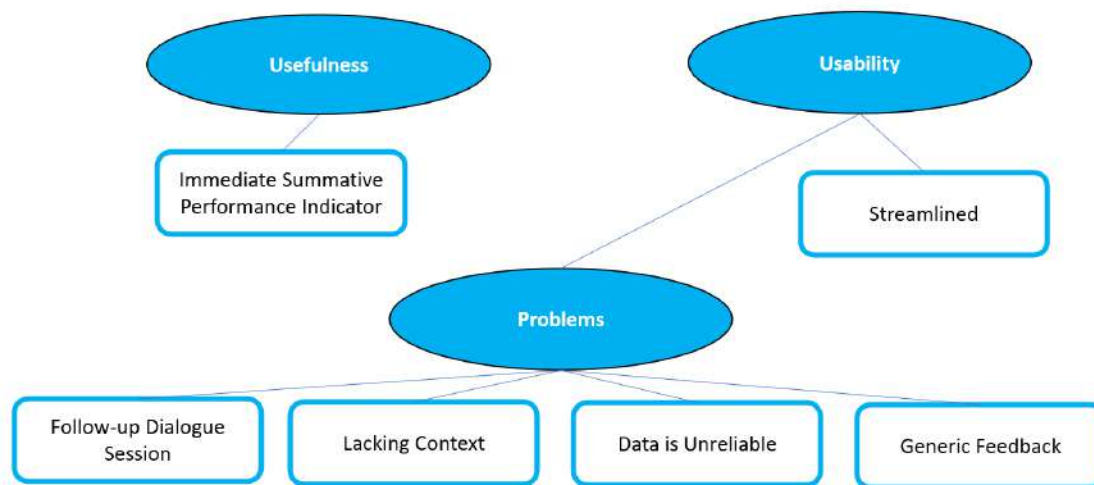 Usefulness
Usability
Immediate Summative
Performance Indicator
Streamlined
Problems
Follow-up Dialogue
Session
Lacking Context
Data is Unreliable
Generic Feedback